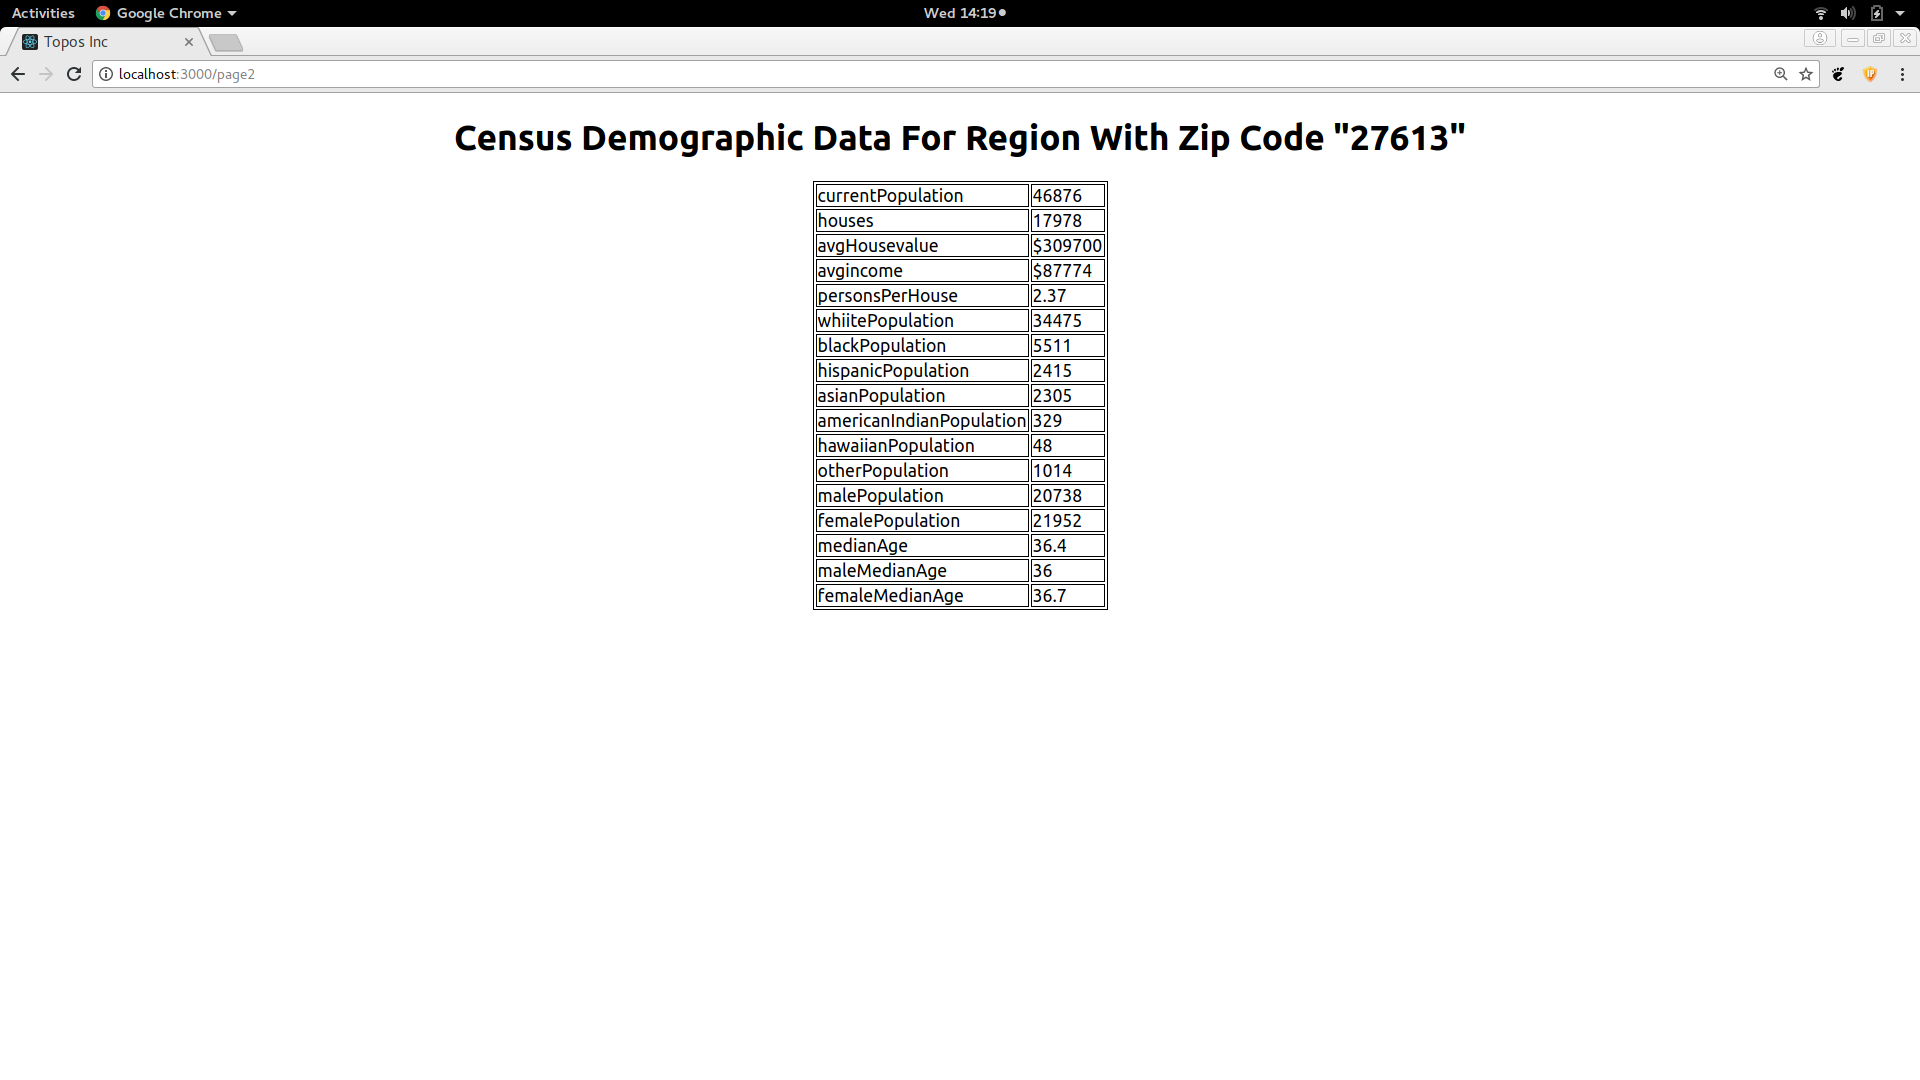 Activities Google Chrome Wed 14:19
Topos Inc
localhost:3000/page2
Census Demographic Data For Region With Zip Code "27613"
currentPopulation 46876
houses 17978
avgHousevalue $309700
avgincome $87774
personsPerHouse 2.37
whiitePopulation 34475
blackPopulation 5511
hispanicPopulation 2415
asianPopulation 2305
americanIndianPopulation 329
hawaiianPopulation 48
otherPopulation 1014
malePopulation 20738
femalePopulation 21952
medianAge 36.4
maleMedianAge 36
femaleMedianAge 36.7